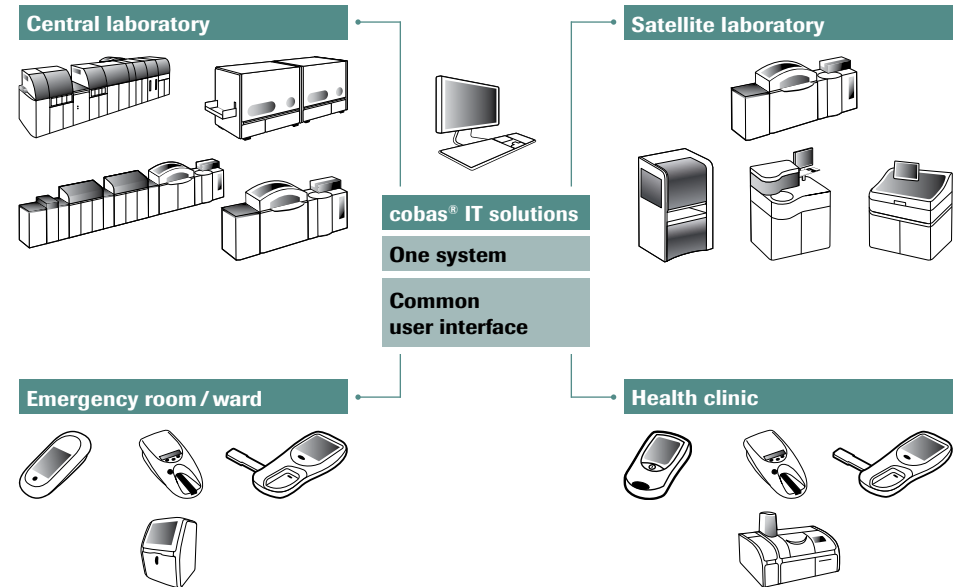 Central laboratory
Satellite laboratory
cobas® IT solutions
One system
Common
user interface
Emergency room / ward
Health clinic